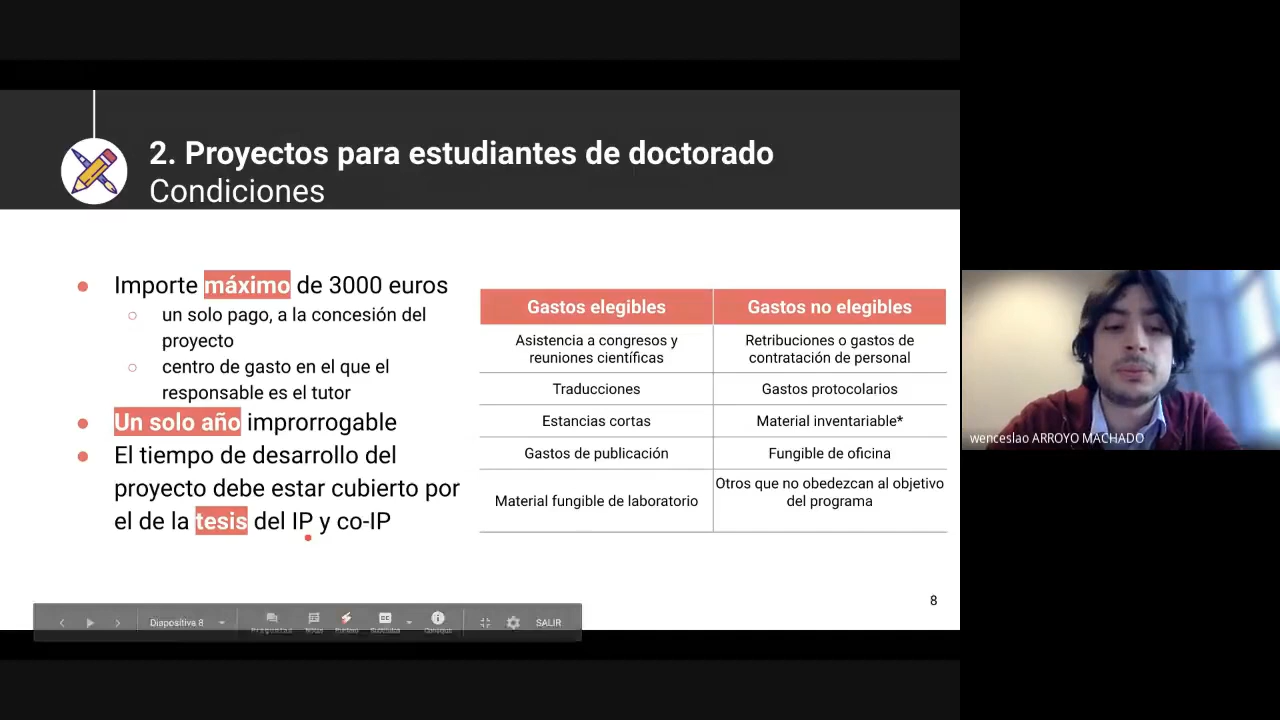 2. Proyectos para estudiantes de doctorado
Condiciones
● Importe máximo de 3000 euros
○ un solo pago, a la concesión del
proyecto
○ centro de gasto en el que el
responsable es el tutor
● Un solo año improrrogable
● El tiempo de desarrollo del
proyecto debe estar cubierto por
el de la tesis del IP y co-IP
Gastos elegibles
Gastos no elegibles
Asistencia a congresos y
reuniones científicas
Retribuciones o gastos de
contratación de personal
Traducciones
Gastos protocolarios
Estancias cortas
Material inventariable*
Gastos de publicación
Fungible de oficina
Material fungible de laboratorio
Otros que no obedezcan al objetivo
del programa
8
Diapositiva 8
SALIR
wenceslao ARROYO MACHADO